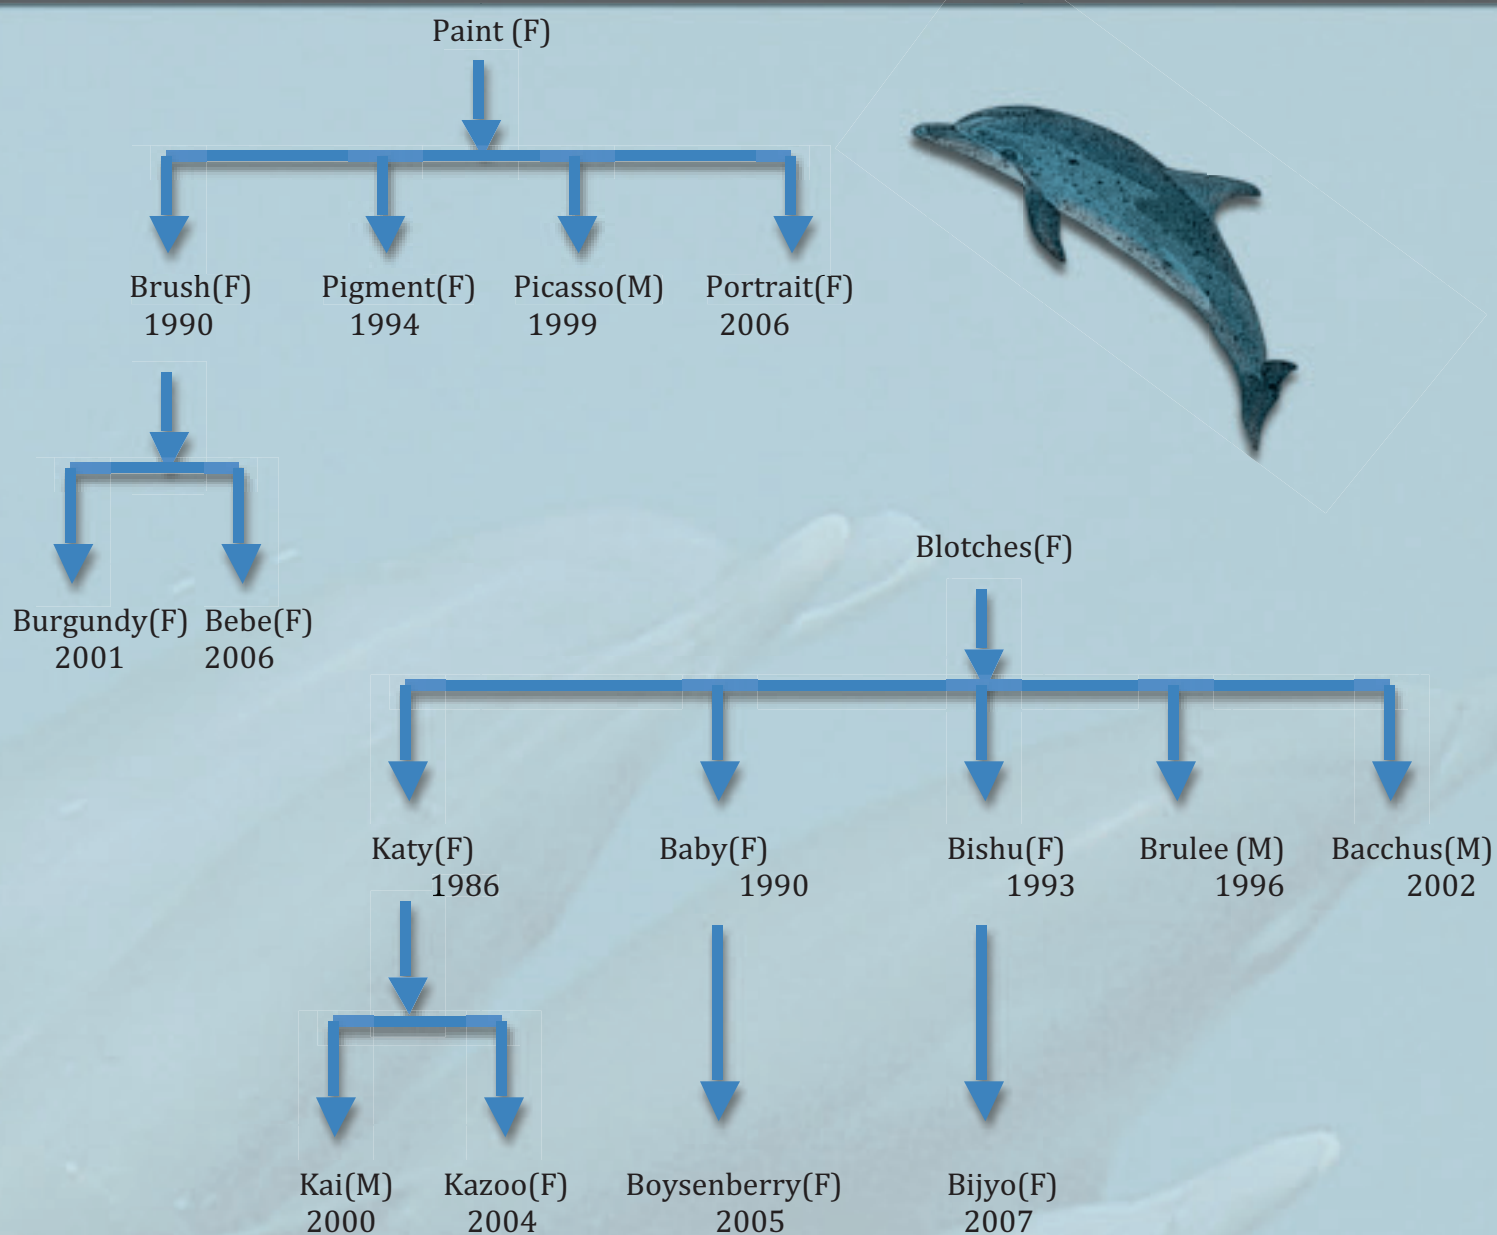 Paint (F)
Brush(F) Pigment(F) Picasso(M) Portrait(F)
1990 1994 1999 2006
Burgundy(F) Bebe(F)
2001 2006
Blotches(F)
Katy(F) Baby(F) Bishu(F) Brulee (M) Bacchus(M)
1986 1990 1993 1996 2002
Kai(M) Kazoo(F) Boysenberry(F) Bijyo(F)
2000 2004 2005 2007